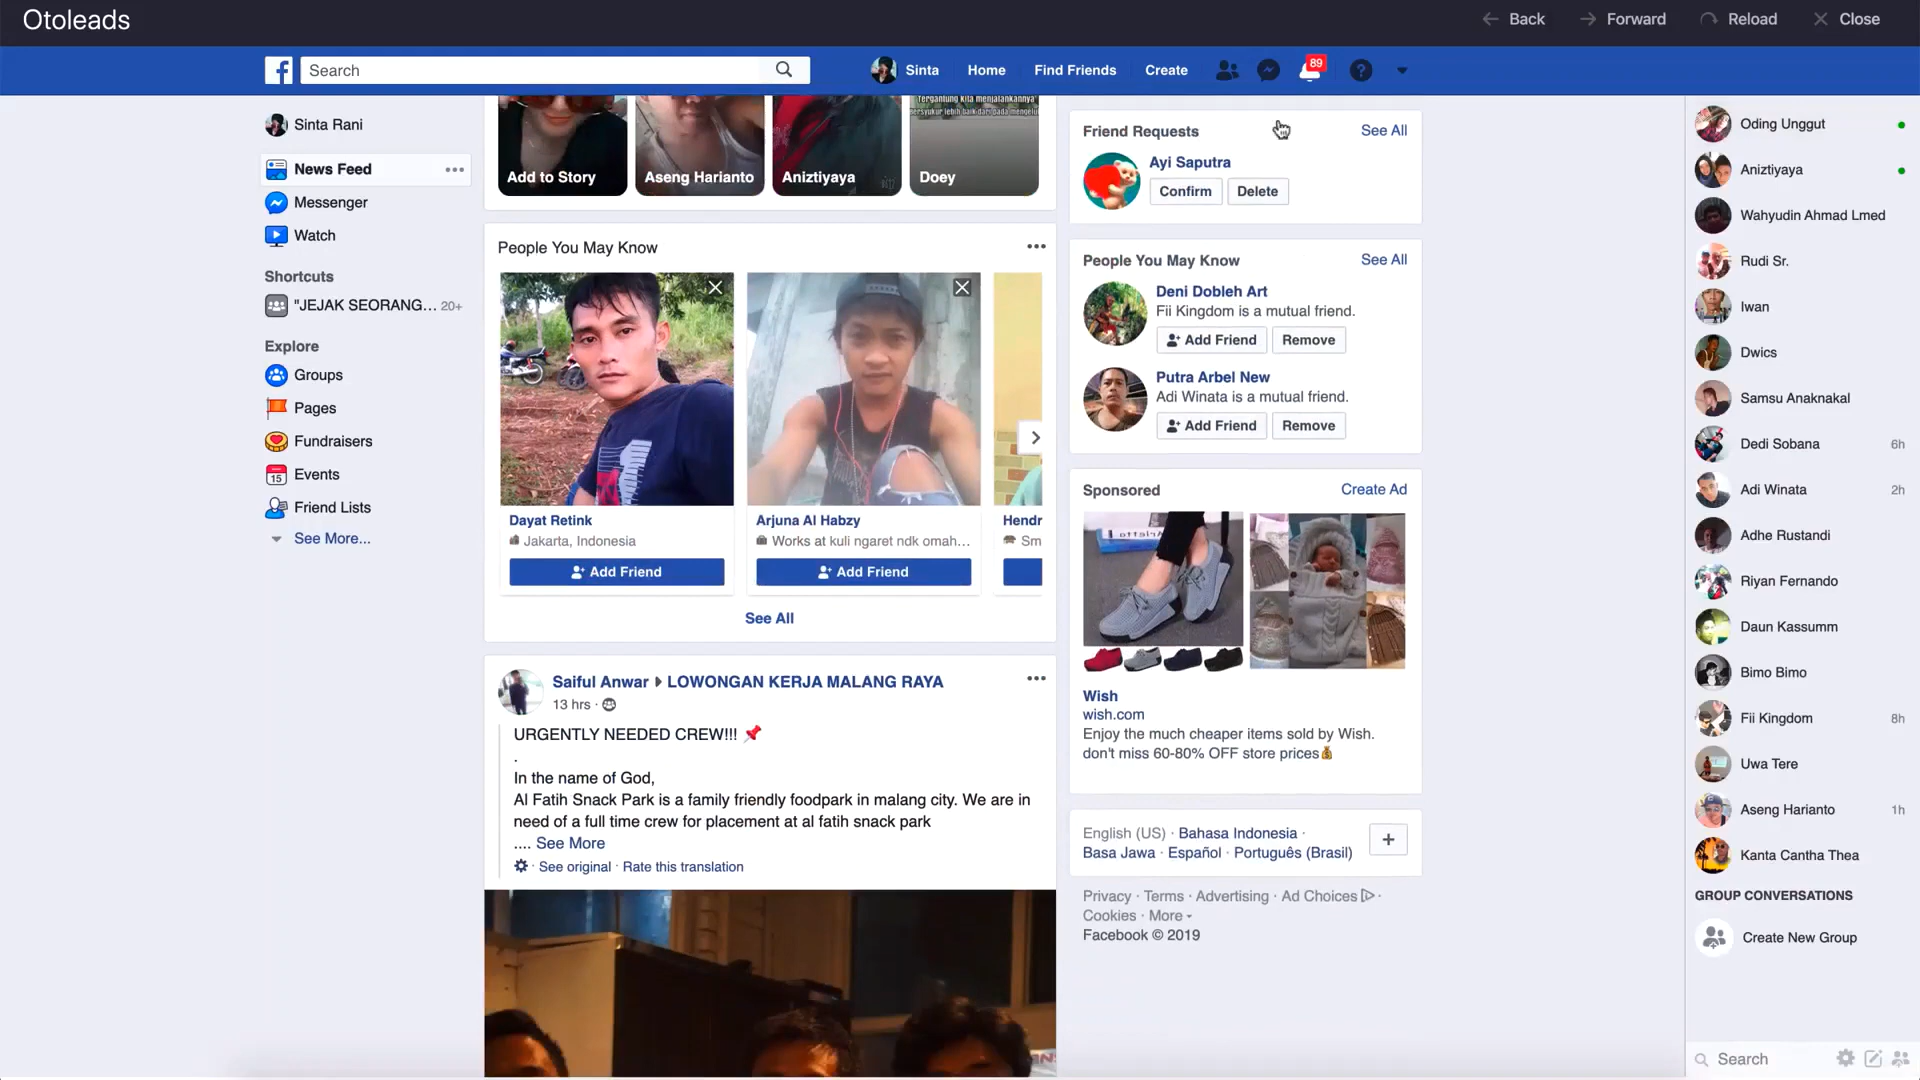 Otoleads
Back
Forward
Reload
Close
Search
Sinta
Home
Find Friends
Create
89
Sinta Rani
News Feed
Messenger
Watch
Shortcuts
"JEJAK SEORANG... 20+
Explore
Groups
Pages
Fundraisers
15
Events
Friend Lists
See More...
Add to Story
Aseng Harianto
Aniztiyaya
Doey
People You May Know
Dayat Retink
Jakarta, Indonesia
Add Friend
Arjuna Al Habzy
Works at kuli ngaret ndk omah...
Add Friend
Hendr
Sm
See All
Saiful Anwar LOWONGAN KERJA MALANG RAYA
13 hrs ·
URGENTLY NEEDED CREW!!! 📌
.
In the name of God,
Al Fatih Snack Park is a family friendly foodpark in malang city. We are in
need of a full time crew for placement at al fatih snack park
.... See More
· See original · Rate this translation
Friend Requests
See All
Ayi Saputra
Confirm
Delete
People You May Know
See All
Deni Dobleh Art
Fii Kingdom is a mutual friend.
Add Friend
Remove
Putra Arbel New
Adi Winata is a mutual friend.
Add Friend
Remove
Sponsored
Create Ad
Wish
wish.com
Enjoy the much cheaper items sold by Wish.
don't miss 60-80% OFF store prices💰
English (US) · Bahasa Indonesia ·
Basa Jawa · Español · Português (Brasil)
Privacy · Terms · Advertising · Ad Choices ·
Cookies · More
Facebook © 2019
Oding Unggut
Aniztiyaya
Wahyudin Ahmad Lmed
Rudi Sr.
Iwan
Dwics
Samsu Anaknakal
Dedi Sobana 6h
Adi Winata 2h
Adhe Rustandi
Riyan Fernando
Daun Kassumm
Bimo Bimo
Fii Kingdom 8h
Uwa Tere
Aseng Harianto 1h
Kanta Cantha Thea
GROUP CONVERSATIONS
Create New Group
Search